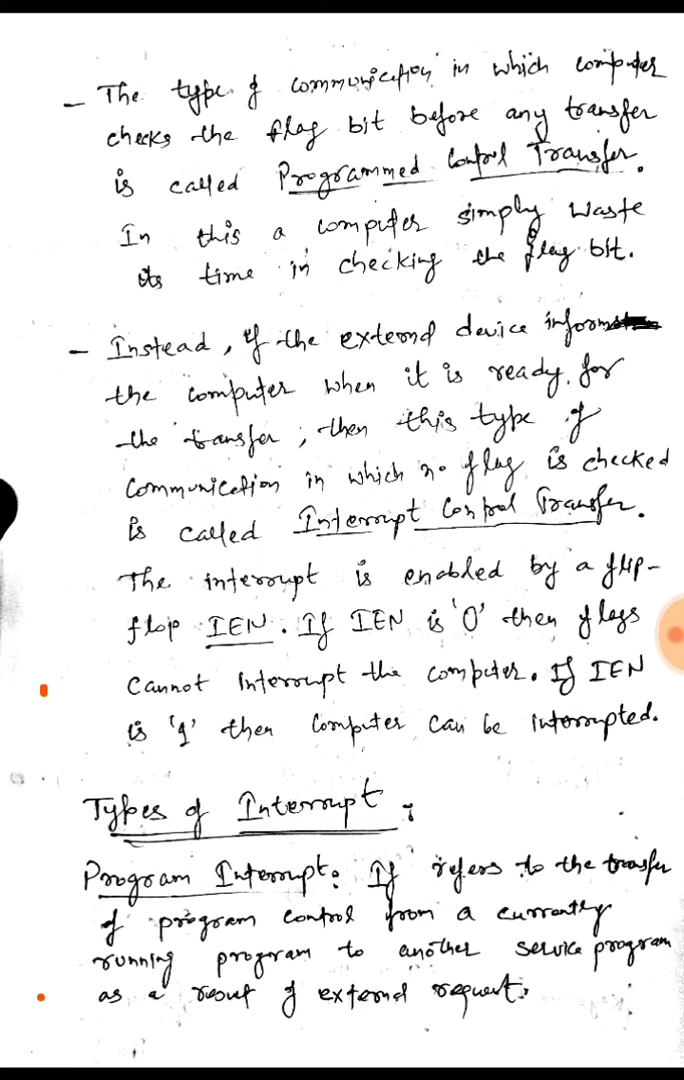 - The type of communication in which computer
checks the flag bit before any transfer
is called Programmed Control Transfer.
In this a computer simply waste
its time in checking the flag bit.
- Instead, if the external device inform
the computer when it is ready for
the transfer, then this type of
communication in which no flag is checked
is called Interrupt Control Transfer.
The interrupt is enabled by a flip-
flop IEN. If IEN is '0' then flags
cannot interrupt the computer. If IEN
is '1' then computer can be interrupted.
Types of Interrupt :
Program Interrupt: It refers to the transfer
of program control from a currently
running program to another service program
as a result of external request.